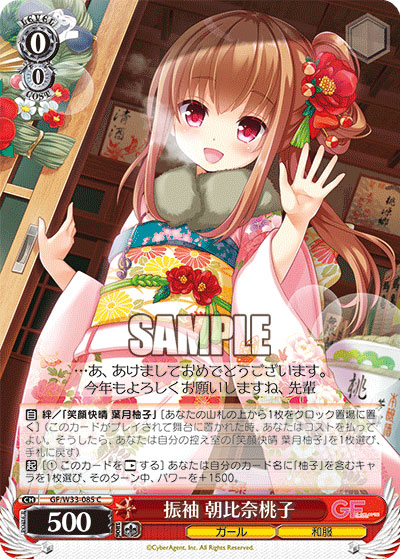 LEVEL
0
0
COST
清酒
桃
SAMPLE
…あ、あけましておめでとうございます。
今年もよろしくお願いしますね、先輩
自 絆／「笑顔快晴 葉月柚子」 [あなたの山札の上から1枚をクロック置場に置
く] (このカードがプレイされて舞台に置かれた時、あなたはコストを払ってよ
い。そうしたら、あなたは自分の控え室の「笑顔快晴 葉月柚子」を1枚選び、
手札に戻す)
起 [① このカードを する] あなたは自分のカード名に「柚子」を含むキャ
ラを1枚選び、そのターン中、パワーを＋1500。
CH GF/W33-085 C
500
振袖 朝比奈桃子
GF
ガール
和服
©CyberAgent, Inc. All Rights Reserved.